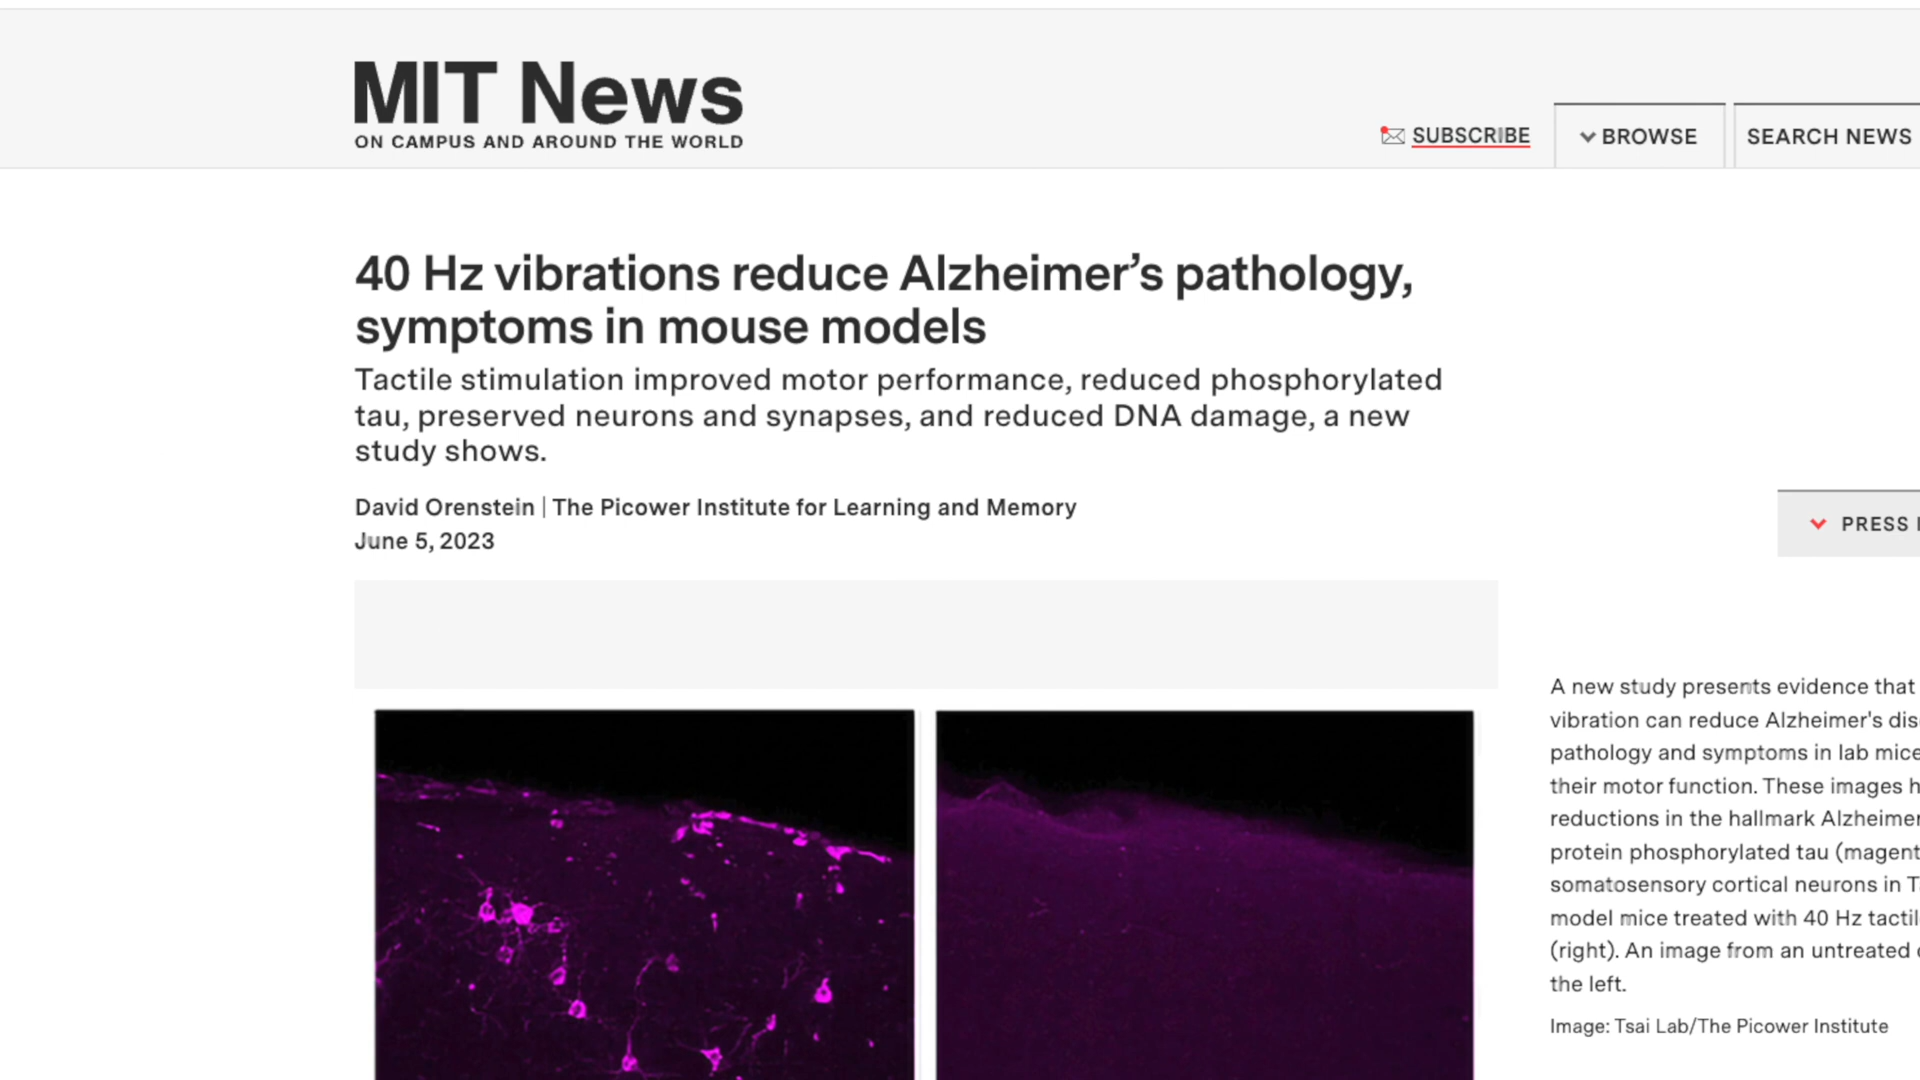 MIT News
ON CAMPUS AND AROUND THE WORLD
SUBSCRIBE
BROWSE
SEARCH NEWS
40 Hz vibrations reduce Alzheimer’s pathology,
symptoms in mouse models
Tactile stimulation improved motor performance, reduced phosphorylated
tau, preserved neurons and synapses, and reduced DNA damage, a new
study shows.
David Orenstein | The Picower Institute for Learning and Memory
June 5, 2023
PRESS
A new study presents evidence that
vibration can reduce Alzheimer's
pathology and symptoms in lab mice
their motor function. These images
reductions in the hallmark
protein phosphorylated tau
somatosensory cortical neurons in
model mice treated with 40 Hz
(right). An image from an untreated
the left.
Image: Tsai Lab/The Picower Institute